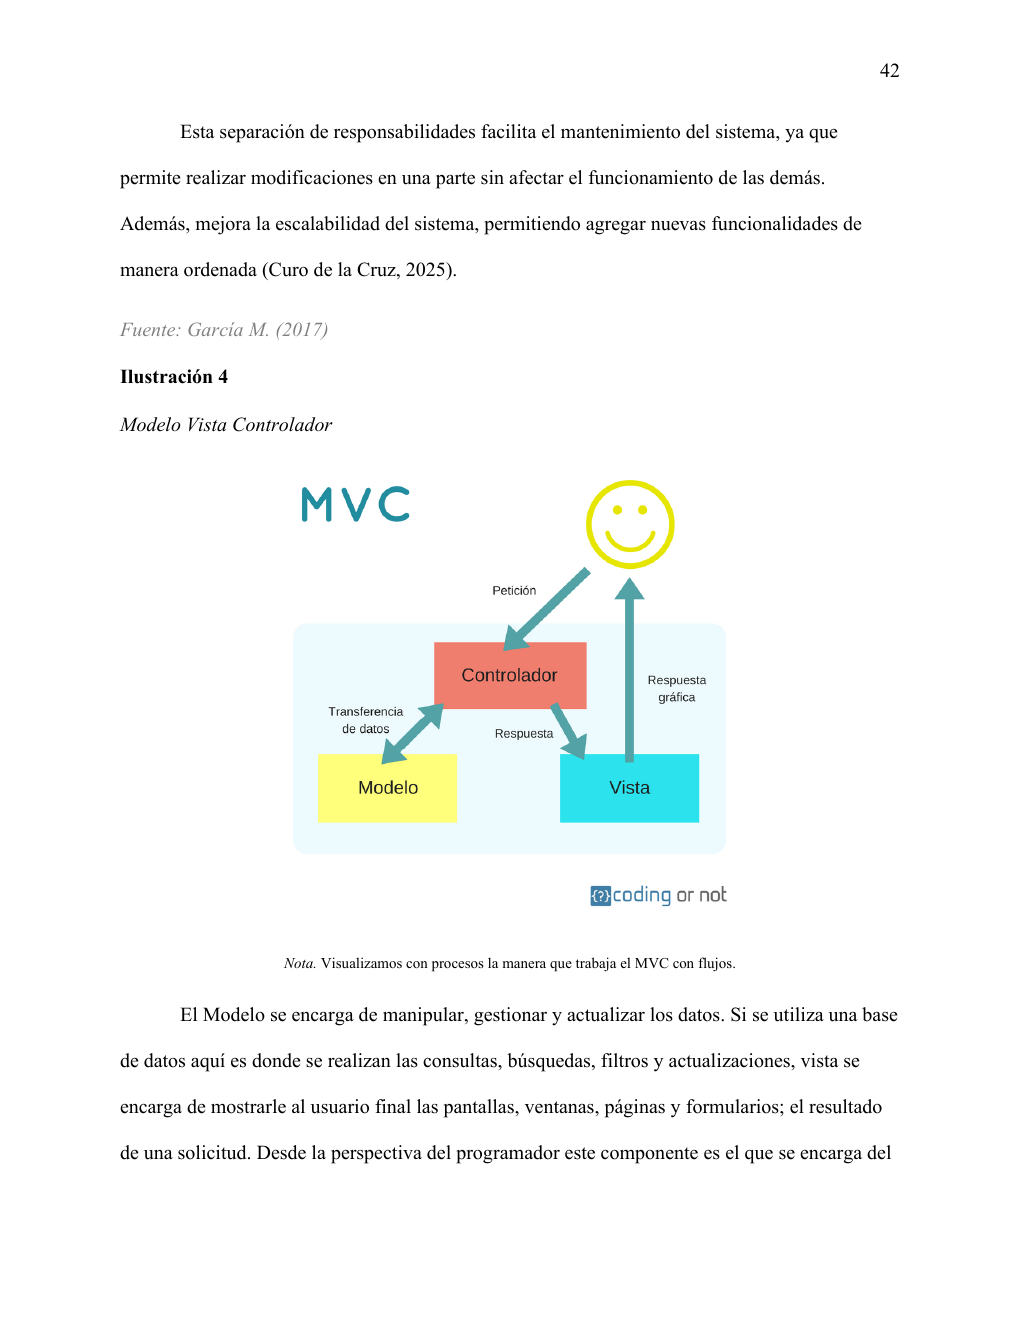 42
Esta separación de responsabilidades facilita el mantenimiento del sistema, ya que
permite realizar modificaciones en una parte sin afectar el funcionamiento de las demás.
Además, mejora la escalabilidad del sistema, permitiendo agregar nuevas funcionalidades de
manera ordenada (Curo de la Cruz, 2025).
Fuente: García M. (2017)
Ilustración 4
Modelo Vista Controlador
MVC
Petición
Controlador
Respuesta
gráfica
Transferencia
de datos
Respuesta
Modelo
Vista
{?} coding or not
Nota. Visualizamos con procesos la manera que trabaja el MVC con flujos.
El Modelo se encarga de manipular, gestionar y actualizar los datos. Si se utiliza una base
de datos aquí es donde se realizan las consultas, búsquedas, filtros y actualizaciones, vista se
encarga de mostrarle al usuario final las pantallas, ventanas, páginas y formularios; el resultado
de una solicitud. Desde la perspectiva del programador este componente es el que se encarga del